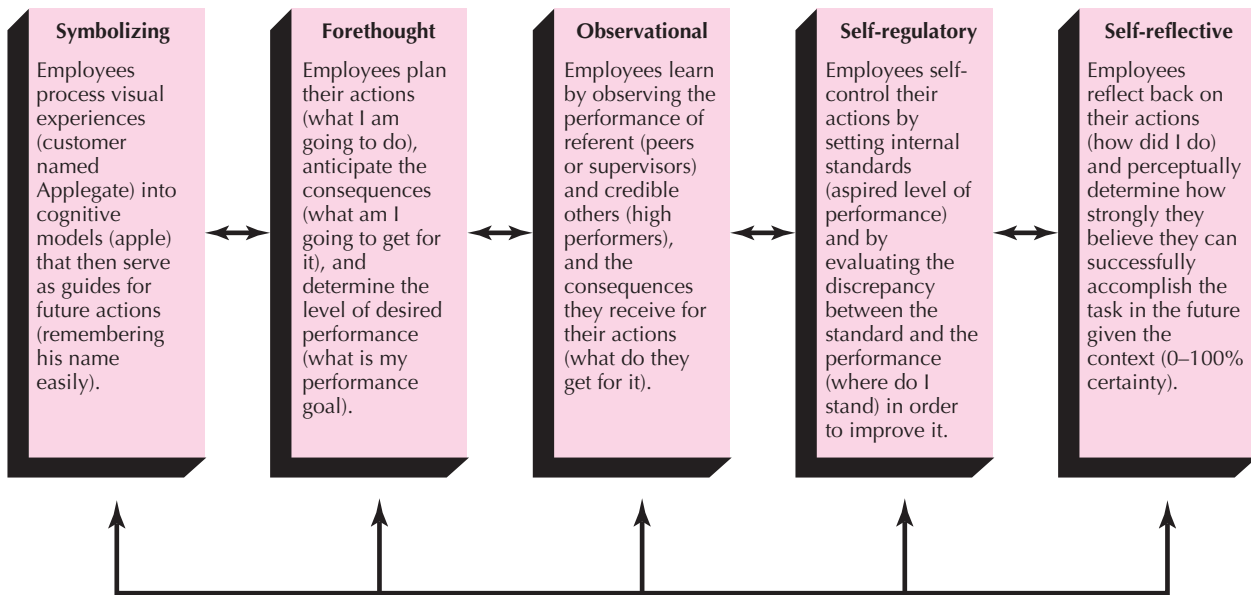 Symbolizing
Employees
process visual
experiences
(customer
named
Applegate) into
cognitive
models (apple)
that then serve
as guides for
future actions
(remembering
his name
easily).
Forethought
Employees plan
their actions
(what I am
going to do),
anticipate the
consequences
(what am I
going to get for
it), and
determine the
level of desired
performance
(what is my
performance
goal).
Observational
Employees learn
by observing the
performance of
referent (peers
or supervisors)
and credible
others (high
performers),
and the
consequences
they receive for
their actions
(what do they
get for it).
Self-regulatory
Employees self-
control their
actions by
setting internal
standards
(aspired level of
performance)
and by
evaluating the
discrepancy
between the
standard and the
performance
(where do I
stand) in order
to improve it.
Self-reflective
Employees
reflect back on
their actions
(how did I do)
and perceptually
determine how
strongly they
believe they can
successfully
accomplish the
task in the future
given the
context (0–100%
certainty).